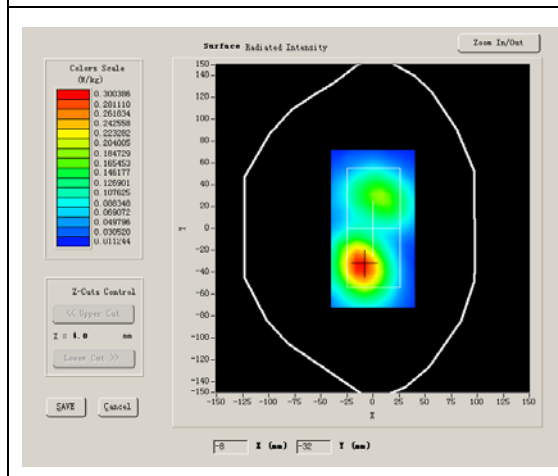 Surface Radiated Intensity
Zoom In/Out
Colors Scale
(W/kg)
0.300386
0.281110
0.261834
0.242558
0.223282
0.204005
0.184729
0.165453
0.146177
0.126901
0.107625
0.088348
0.069072
0.049796
0.030520
0.011244
150
140
120
100
80
60
40
20
0
-20
-40
-60
-80
-100
-120
-140
-150
Y
-150 -125 -100 -75 -50 -25 0 25 50 75 100 125 150
X
Z-Cuts Control
<< Upper Cut
Z = 4.0 mm
Lower Cut >>
SAVE
Cancel
-8 X (mm) -32 Y (mm)